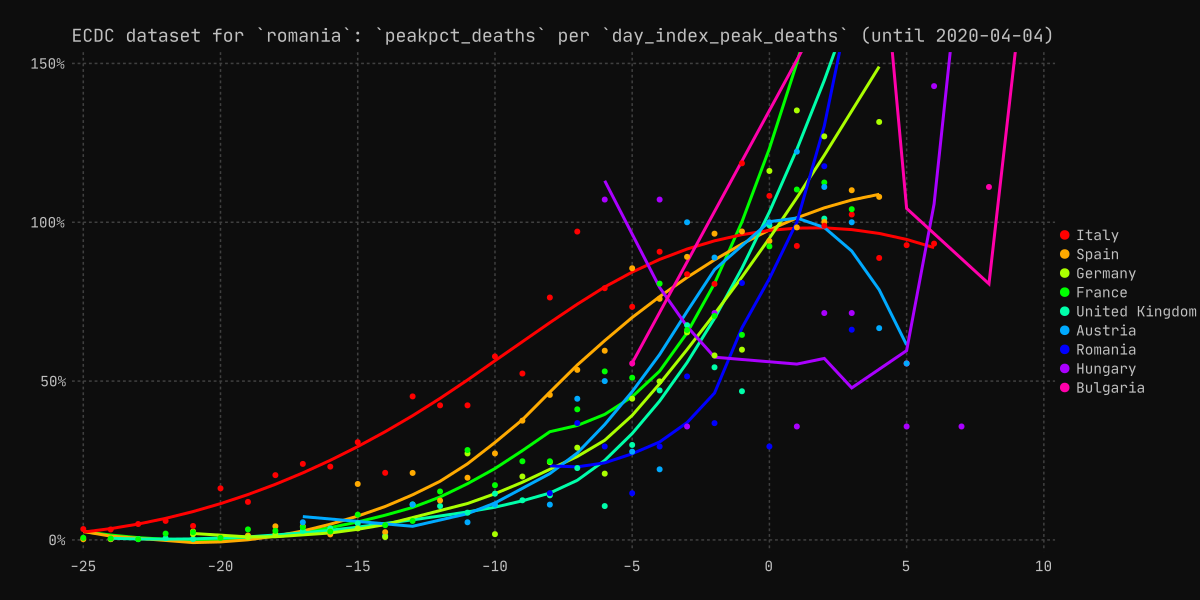 ECDC dataset for `romania`: `peakpct_deaths` per `day_index_peak_deaths` (until 2020-04-04)
150%
100%
50%
0%
-25 -20 -15 -10 -5 0 5 10
Italy
Spain
Germany
France
United Kingdom
Austria
Romania
Hungary
Bulgaria